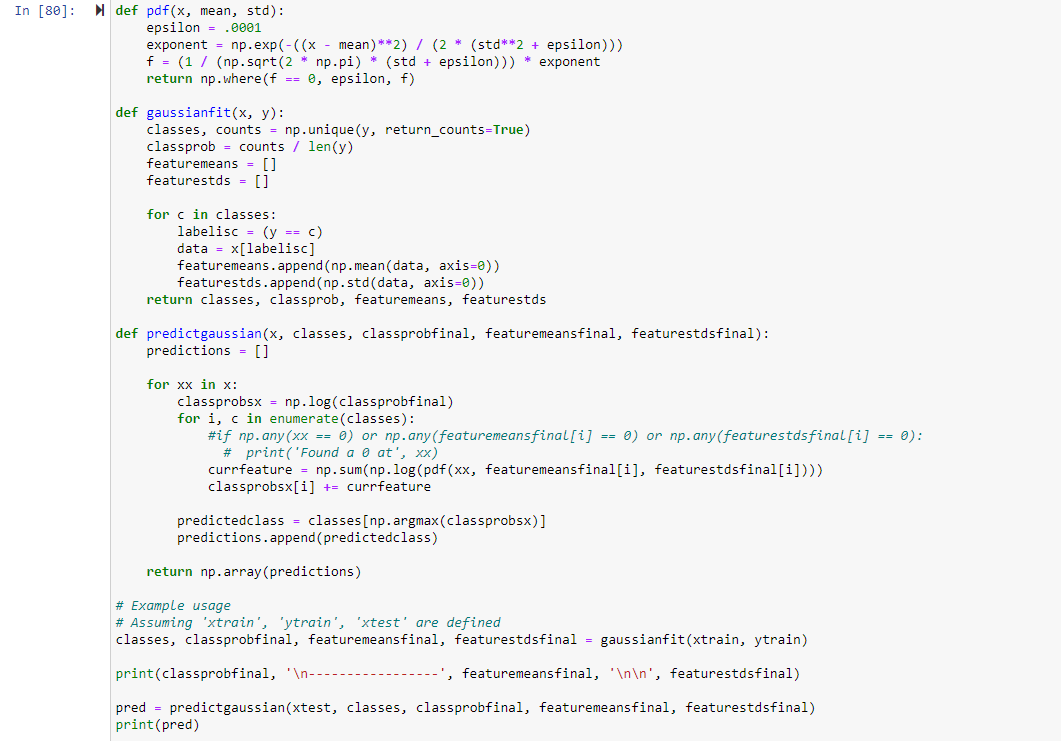 In [80]:
def pdf(x, mean, std):
    epsilon = .0001
    exponent = np.exp(-((x - mean)**2) / (2 * (std**2 + epsilon)))
    f = (1 / (np.sqrt(2 * np.pi) * (std + epsilon))) * exponent
    return np.where(f == 0, epsilon, f)

def gaussianfit(x, y):
    classes, counts = np.unique(y, return_counts=True)
    classprob = counts / len(y)
    featuremeans = []
    featurestds = []

    for c in classes:
        labelisc = (y == c)
        data = x[labelisc]
        featuremeans.append(np.mean(data, axis=0))
        featurestds.append(np.std(data, axis=0))
    return classes, classprob, featuremeans, featurestds

def predictgaussian(x, classes, classprobfinal, featuremeansfinal, featurestdsfinal):
    predictions = []

    for xx in x:
        classprobsx = np.log(classprobfinal)
        for i, c in enumerate(classes):
            #if np.any(xx == 0) or np.any(featuremeansfinal[i] == 0) or np.any(featurestdsfinal[i] == 0):
              #  print('Found a 0 at', xx)
            currfeature = np.sum(np.log(pdf(xx, featuremeansfinal[i], featurestdsfinal[i])))
            classprobsx[i] += currfeature

        predictedclass = classes[np.argmax(classprobsx)]
        predictions.append(predictedclass)

    return np.array(predictions)

# Example usage
# Assuming 'xtrain', 'ytrain', 'xtest' are defined
classes, classprobfinal, featuremeansfinal, featurestdsfinal = gaussianfit(xtrain, ytrain)

print(classprobfinal, '\n-----------------', featuremeansfinal, '\n\n', featurestdsfinal)

pred = predictgaussian(xtest, classes, classprobfinal, featuremeansfinal, featurestdsfinal)
print(pred)